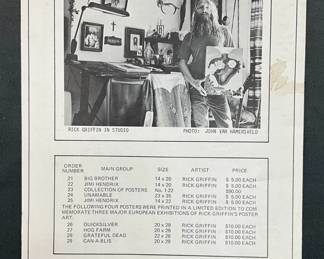 RICK GRIFFIN IN STUDIO PHOTO: JOHN VAN HAMERSVELD
ORDER NUMBER MAIN GROUP SIZE ARTIST PRICE
21 BIG BROTHER 14 x 20 RICK GRIFFIN $ 5.00 EACH
22 JIMI HENDRIX 14 x 20 RICK GRIFFIN $ 5.00 EACH
23 COLLECTION OF POSTERS No. 1-22 $90.00
24 UNAMABLE 23 x 35 RICK GRIFFIN $ 5.00 EACH
25 JIMI HENDRIX 14 x 20 RICK GRIFFIN $ 5.00 EACH
THE FOLLOWING FOUR POSTERS WERE PRINTED IN A LIMITED EDITION TO COM
MEMORATE THREE MAJOR EUROPEAN EXHIBITIONS OF RICK GRIFFIN'S POSTER
ART.
26 QUICKSILVER 20 x 28 RICK GRIFFIN $10.00 EACH
27 HOG FARM 20 x 28 RICK GRIFFIN $10.00 EACH
28 GRATEFUL DEAD 22 x 28 RICK GRIFFIN $10.00 EACH
29 CAN-A-BLIS 20 x 28 RICK GRIFFIN $10.00 EACH